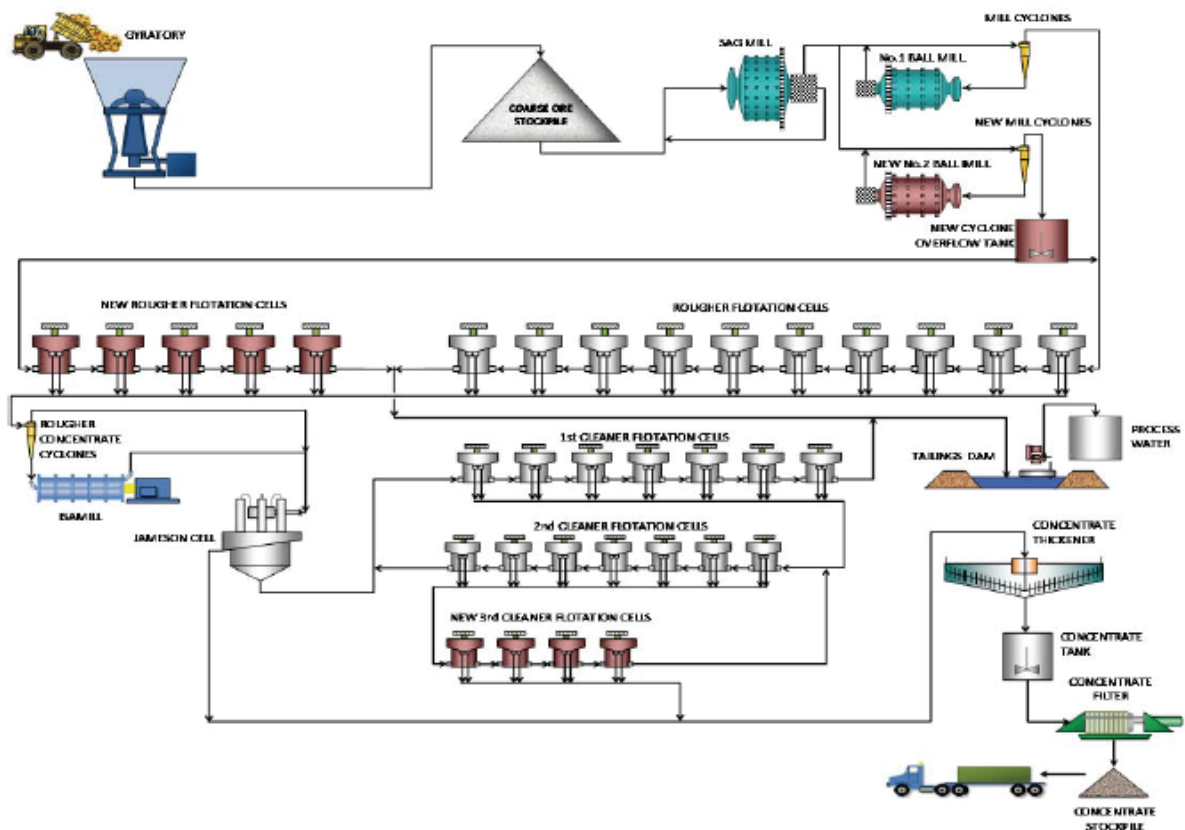 GYRATORY
COARSE ORE
STOCKPILE
SAG MILL
MILL CYCLONES
No.1 BALL MILL
NEW MILL CYCLONES
NEW No.2 BALL MILL
NEW CYCLONE
OVERFLOW TANK
NEW ROUGHER FLOTATION CELLS
ROUGHER FLOTATION CELLS
ROUGHER
CONCENTRATE
CYCLONES
ISAMILL
JAMESON CELL
1st CLEANER FLOTATION CELLS
2nd CLEANER FLOTATION CELLS
NEW 3rd CLEANER FLOTATION CELLS
PROCESS
WATER
TAILINGS DAM
CONCENTRATE
THICKENER
CONCENTRATE
TANK
CONCENTRATE
FILTER
CONCENTRATE
STOCKPILE